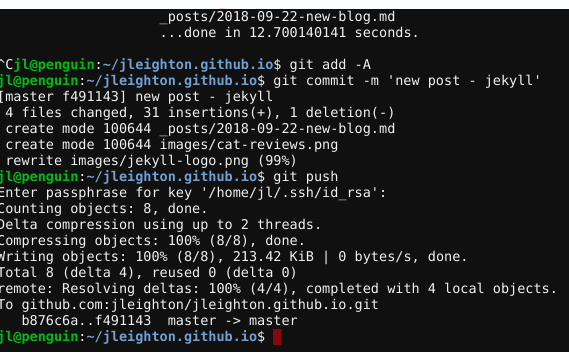 _posts/2018-09-22-new-blog.md
...done in 12.700140141 seconds.
^Cjl@penguin:~/jleighton.github.io$ git add -A
jl@penguin:~/jleighton.github.io$ git commit -m 'new post - jekyll'
[master f491143] new post - jekyll
4 files changed, 31 insertions(+), 1 deletion(-)
create mode 100644 _posts/2018-09-22-new-blog.md
create mode 100644 images/cat-reviews.png
rewrite images/jekyll-logo.png (99%)
jl@penguin:~/jleighton.github.io$ git push
Enter passphrase for key '/home/jl/.ssh/id_rsa':
Counting objects: 8, done.
Delta compression using up to 2 threads.
Compressing objects: 100% (8/8), done.
Writing objects: 100% (8/8), 213.42 KiB | 0 bytes/s, done.
Total 8 (delta 4), reused 0 (delta 0)
remote: Resolving deltas: 100% (4/4), completed with 4 local objects.
To github.com:jleighton/jleighton.github.io.git
b876c6a..f491143  master -> master
jl@penguin:~/jleighton.github.io$